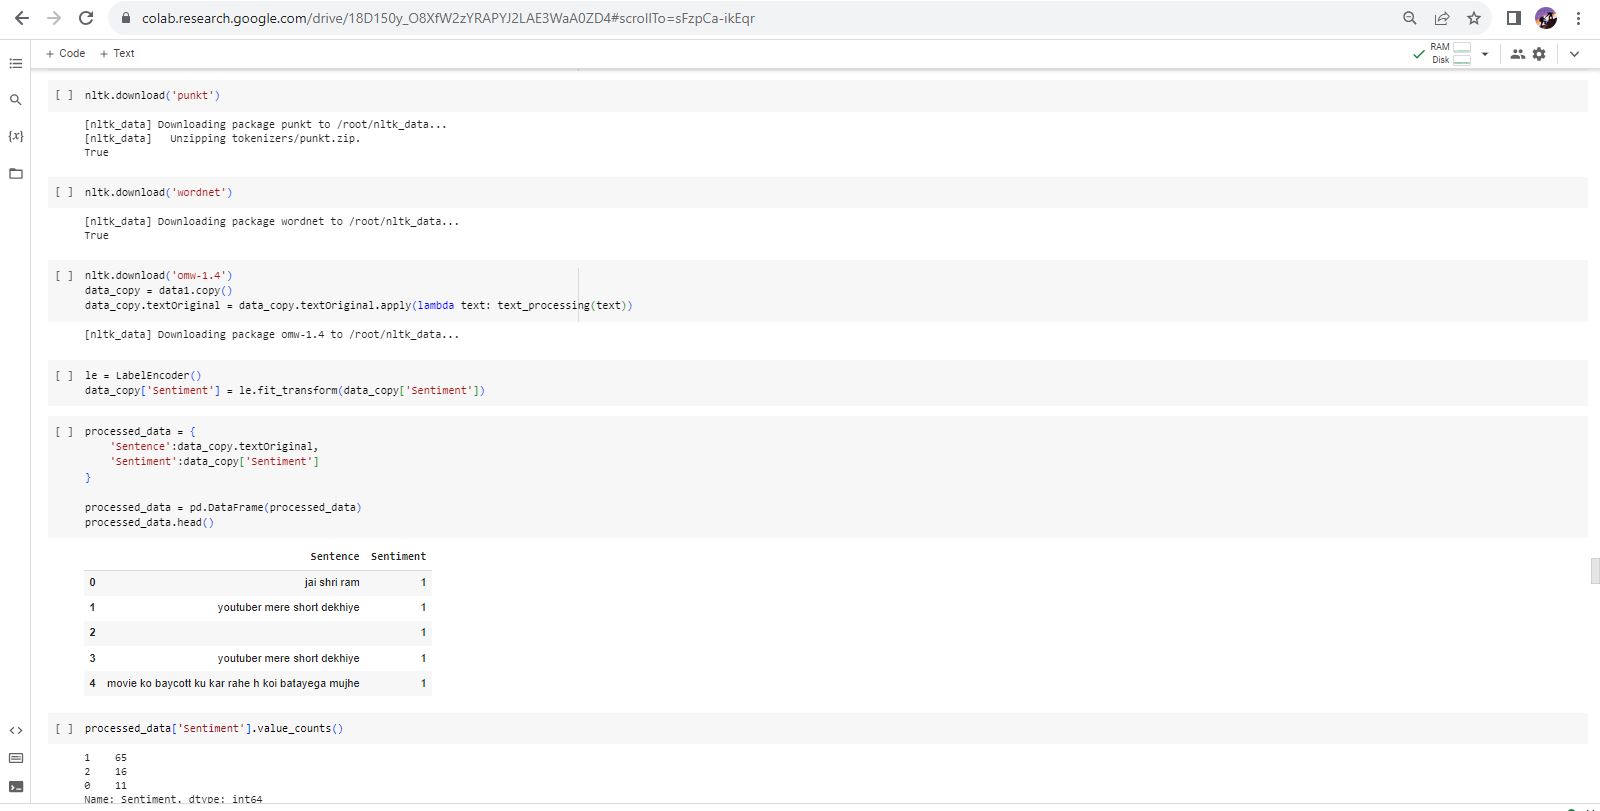 colab.research.google.com/drive/18D150y_O8XfW2zYRAPYJ2LAE3WaA0ZD4#scrollTo=sFzpCa-ikEqr
+ Code + Text
RAM
Disk
{x}
[ ] nltk.download('punkt')
[nltk_data] Downloading package punkt to /root/nltk_data...
[nltk_data]   Unzipping tokenizers/punkt.zip.
True
[ ] nltk.download('wordnet')
[nltk_data] Downloading package wordnet to /root/nltk_data...
True
[ ] nltk.download('omw-1.4')
data_copy = data1.copy()
data_copy.textOriginal = data_copy.textOriginal.apply(lambda text: text_processing(text))
[nltk_data] Downloading package omw-1.4 to /root/nltk_data...
[ ] le = LabelEncoder()
data_copy['Sentiment'] = le.fit_transform(data_copy['Sentiment'])
[ ] processed_data = {
'Sentence':data_copy.textOriginal,
'Sentiment':data_copy['Sentiment']
}
processed_data = pd.DataFrame(processed_data)
processed_data.head()
Sentence Sentiment
0 jai shri ram 1
1 youtuber mere short dekhiye 1
2 1
3 youtuber mere short dekhiye 1
4 movie ko baycott ku kar rahe h koi batayega mujhe 1
[ ] processed_data['Sentiment'].value_counts()
1 65
2 16
0 11
Name: Sentiment, dtype: int64